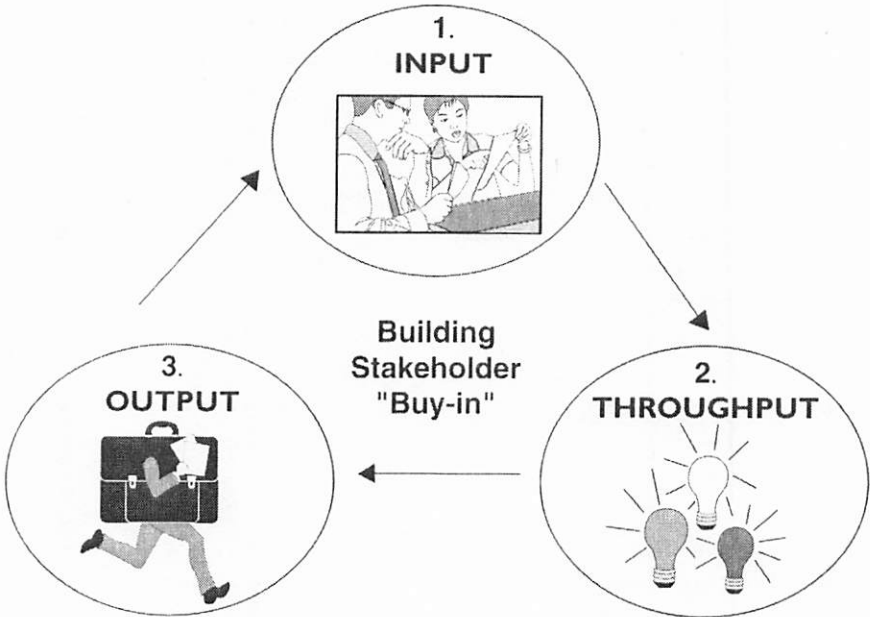 1.
INPUT
Building
Stakeholder
"Buy-in"
2.
THROUGHPUT
3.
OUTPUT